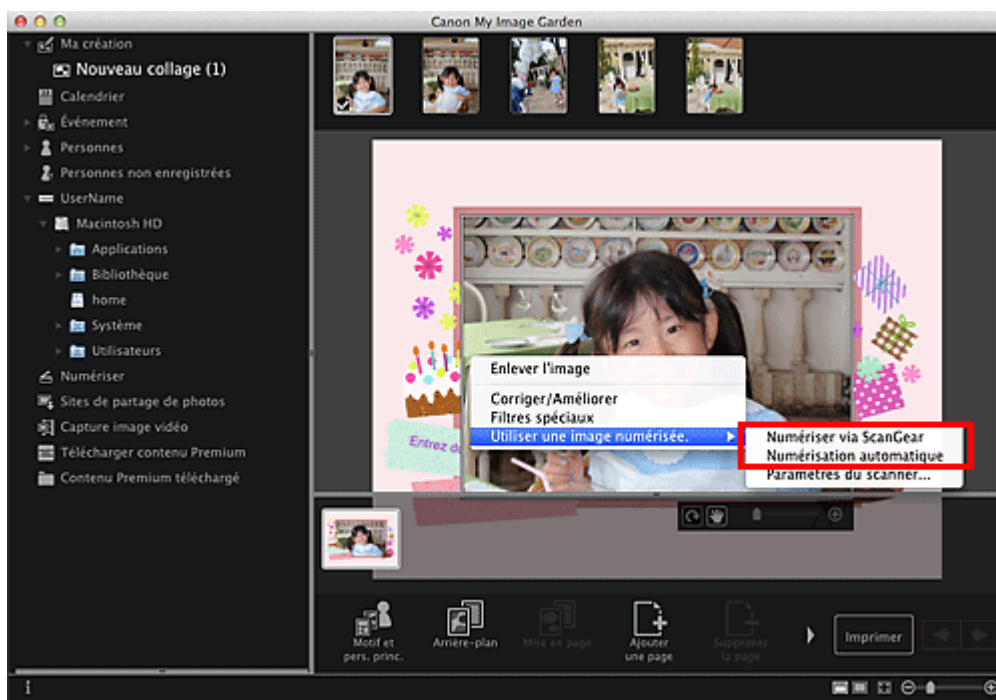 Canon My Image Garden
Ma création
Nouveau collage (1)
Calendrier
Événement
Personnes
Personnes non enregistrées
UserName
Macintosh HD
Applications
Bibliothèque
home
Système
Utilisateurs
Numériser
Sites de partage de photos
Capture image vidéo
Télécharger contenu Premium
Contenu Premium téléchargé
Entrez
Enlever l'image
Corriger/Améliorer
Filtres spéciaux
Utiliser une image numérisée.
Numériser via ScanGear
Numérisation automatique
Paramètres du scanner...
Motif et
pers. princ.
Arrière-plan
Mise en page
Ajouter
une page
Supprimer
la page
Imprimer